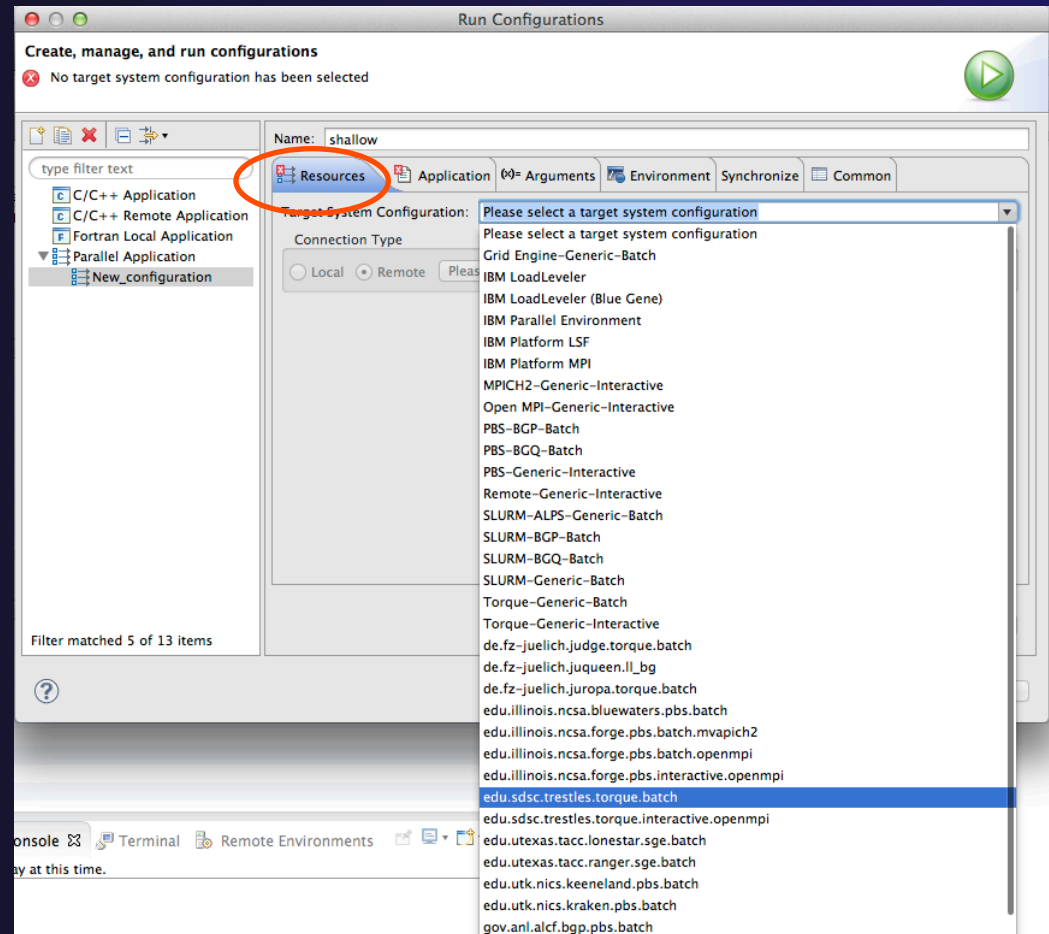 Run Configurations
Create, manage, and run configurations
No target system configuration has been selected
Name: shallow
type filter text
Resources Application (x)= Arguments Environment Synchronize Common
C/C++ Application
C/C++ Remote Application
Fortran Local Application
Parallel Application
New_configuration
Target System Configuration: Please select a target system configuration
Connection Type
Local Remote
Please select a target system configuration
Grid Engine-Generic-Batch
IBM LoadLeveler
IBM LoadLeveler (Blue Gene)
IBM Parallel Environment
IBM Platform LSF
IBM Platform MPI
MPICH2-Generic-Interactive
Open MPI-Generic-Interactive
PBS-BGP-Batch
PBS-BGQ-Batch
PBS-Generic-Interactive
Remote-Generic-Interactive
SLURM-ALPS-Generic-Batch
SLURM-BGP-Batch
SLURM-BGQ-Batch
SLURM-Generic-Batch
Torque-Generic-Batch
Torque-Generic-Interactive
de.fz-juelich.judge.torque.batch
de.fz-juelich.juqueen.ll_bg
de.fz-juelich.juropa.torque.batch
edu.illinois.ncsa.bluewaters.pbs.batch
edu.illinois.ncsa.forge.pbs.batch.mvapich2
edu.illinois.ncsa.forge.pbs.batch.openmpi
edu.illinois.ncsa.forge.pbs.interactive.openmpi
edu.sdsc.trestles.torque.batch
edu.sdsc.trestles.torque.interactive.openmpi
edu.utexas.tacc.lonestar.sge.batch
edu.utexas.tacc.ranger.sge.batch
edu.utk.nics.keeneland.pbs.batch
edu.utk.nics.kraken.pbs.batch
gov.anl.alcf.bgp.pbs.batch
Filter matched 5 of 13 items
onsole Terminal Remote Environments
ay at this time.